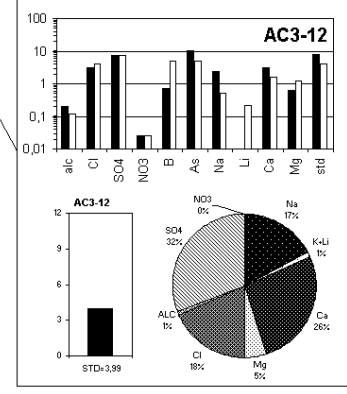 100
AC3-12
10
1
0,1
0,01
alc
Cl
SO4
NO3
B
As
Na
Li
Ca
Mg
std
AC3-12
12
9
6
3
0
STD=3,99
NO3
0%
Na
17%
K+Li
1%
Ca
26%
Mg
5%
Cl
18%
ALC
1%
SO4
32%